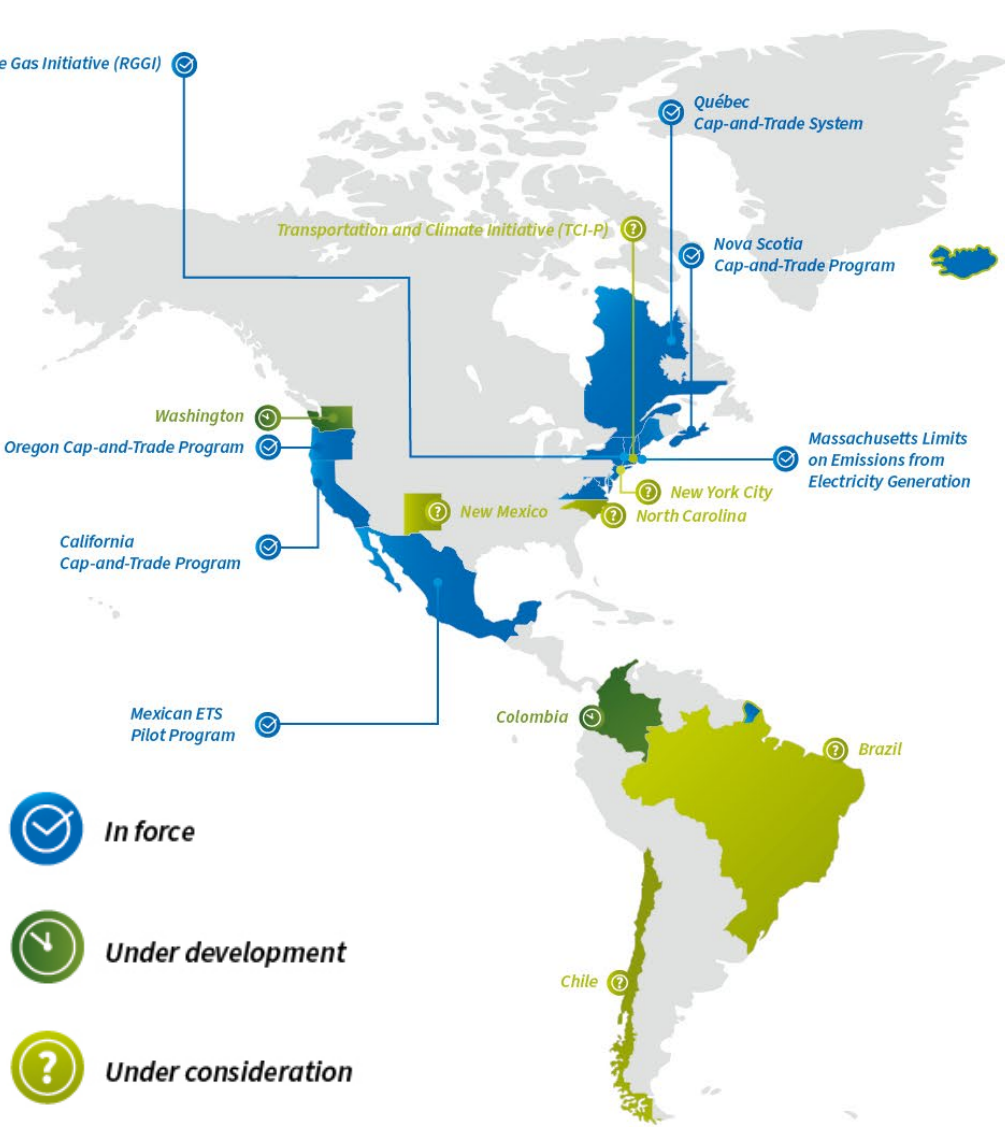 e Gas Initiative (RGGI)
Québec
Cap-and-Trade System
Transportation and Climate Initiative (TCI-P)
Nova Scotia
Cap-and-Trade Program
Washington
Oregon Cap-and-Trade Program
Massachusetts Limits
on Emissions from
Electricity Generation
New York City
New Mexico
North Carolina
California
Cap-and-Trade Program
Mexican ETS
Pilot Program
Colombia
Brazil
In force
Under development
Chile
Under consideration